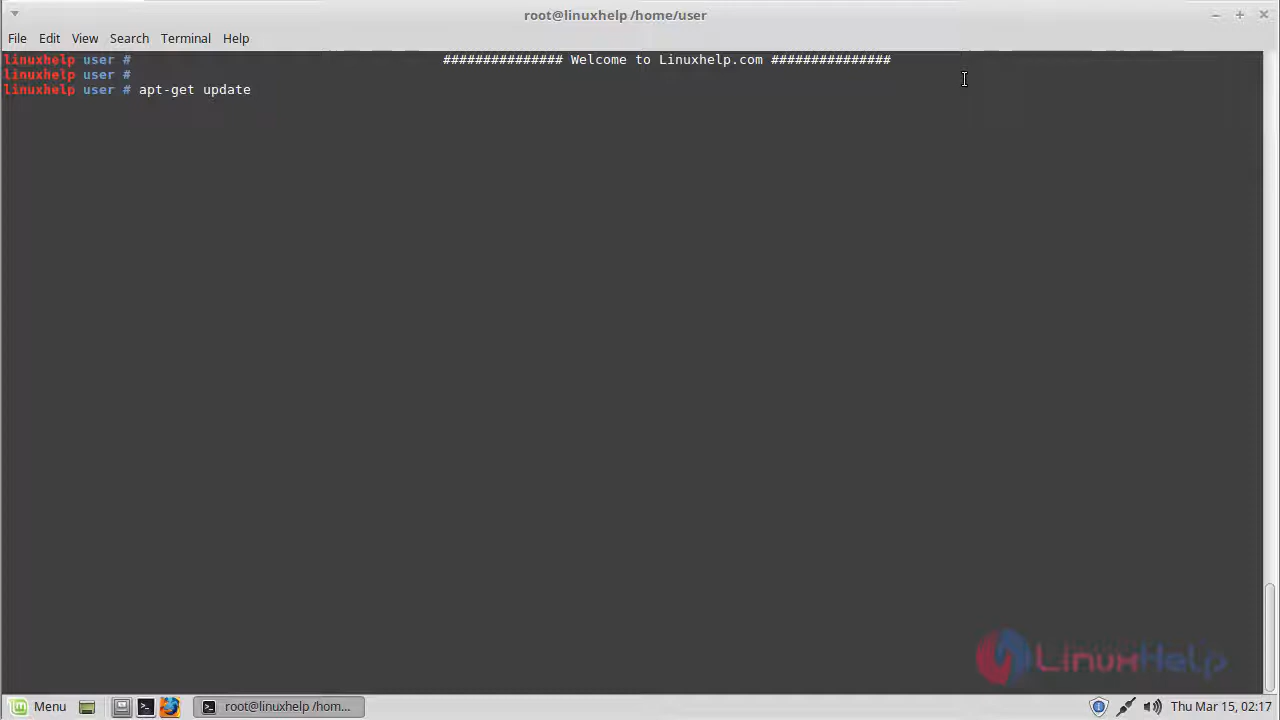 root@linuxhelp /home/user
File Edit View Search Terminal Help
linuxhelp user # ############### Welcome to Linuxhelp.com ###############
linuxhelp user #
linuxhelp user # apt-get update
LinuxHelp
Menu root@linuxhelp /hom... Thu Mar 15, 02:17